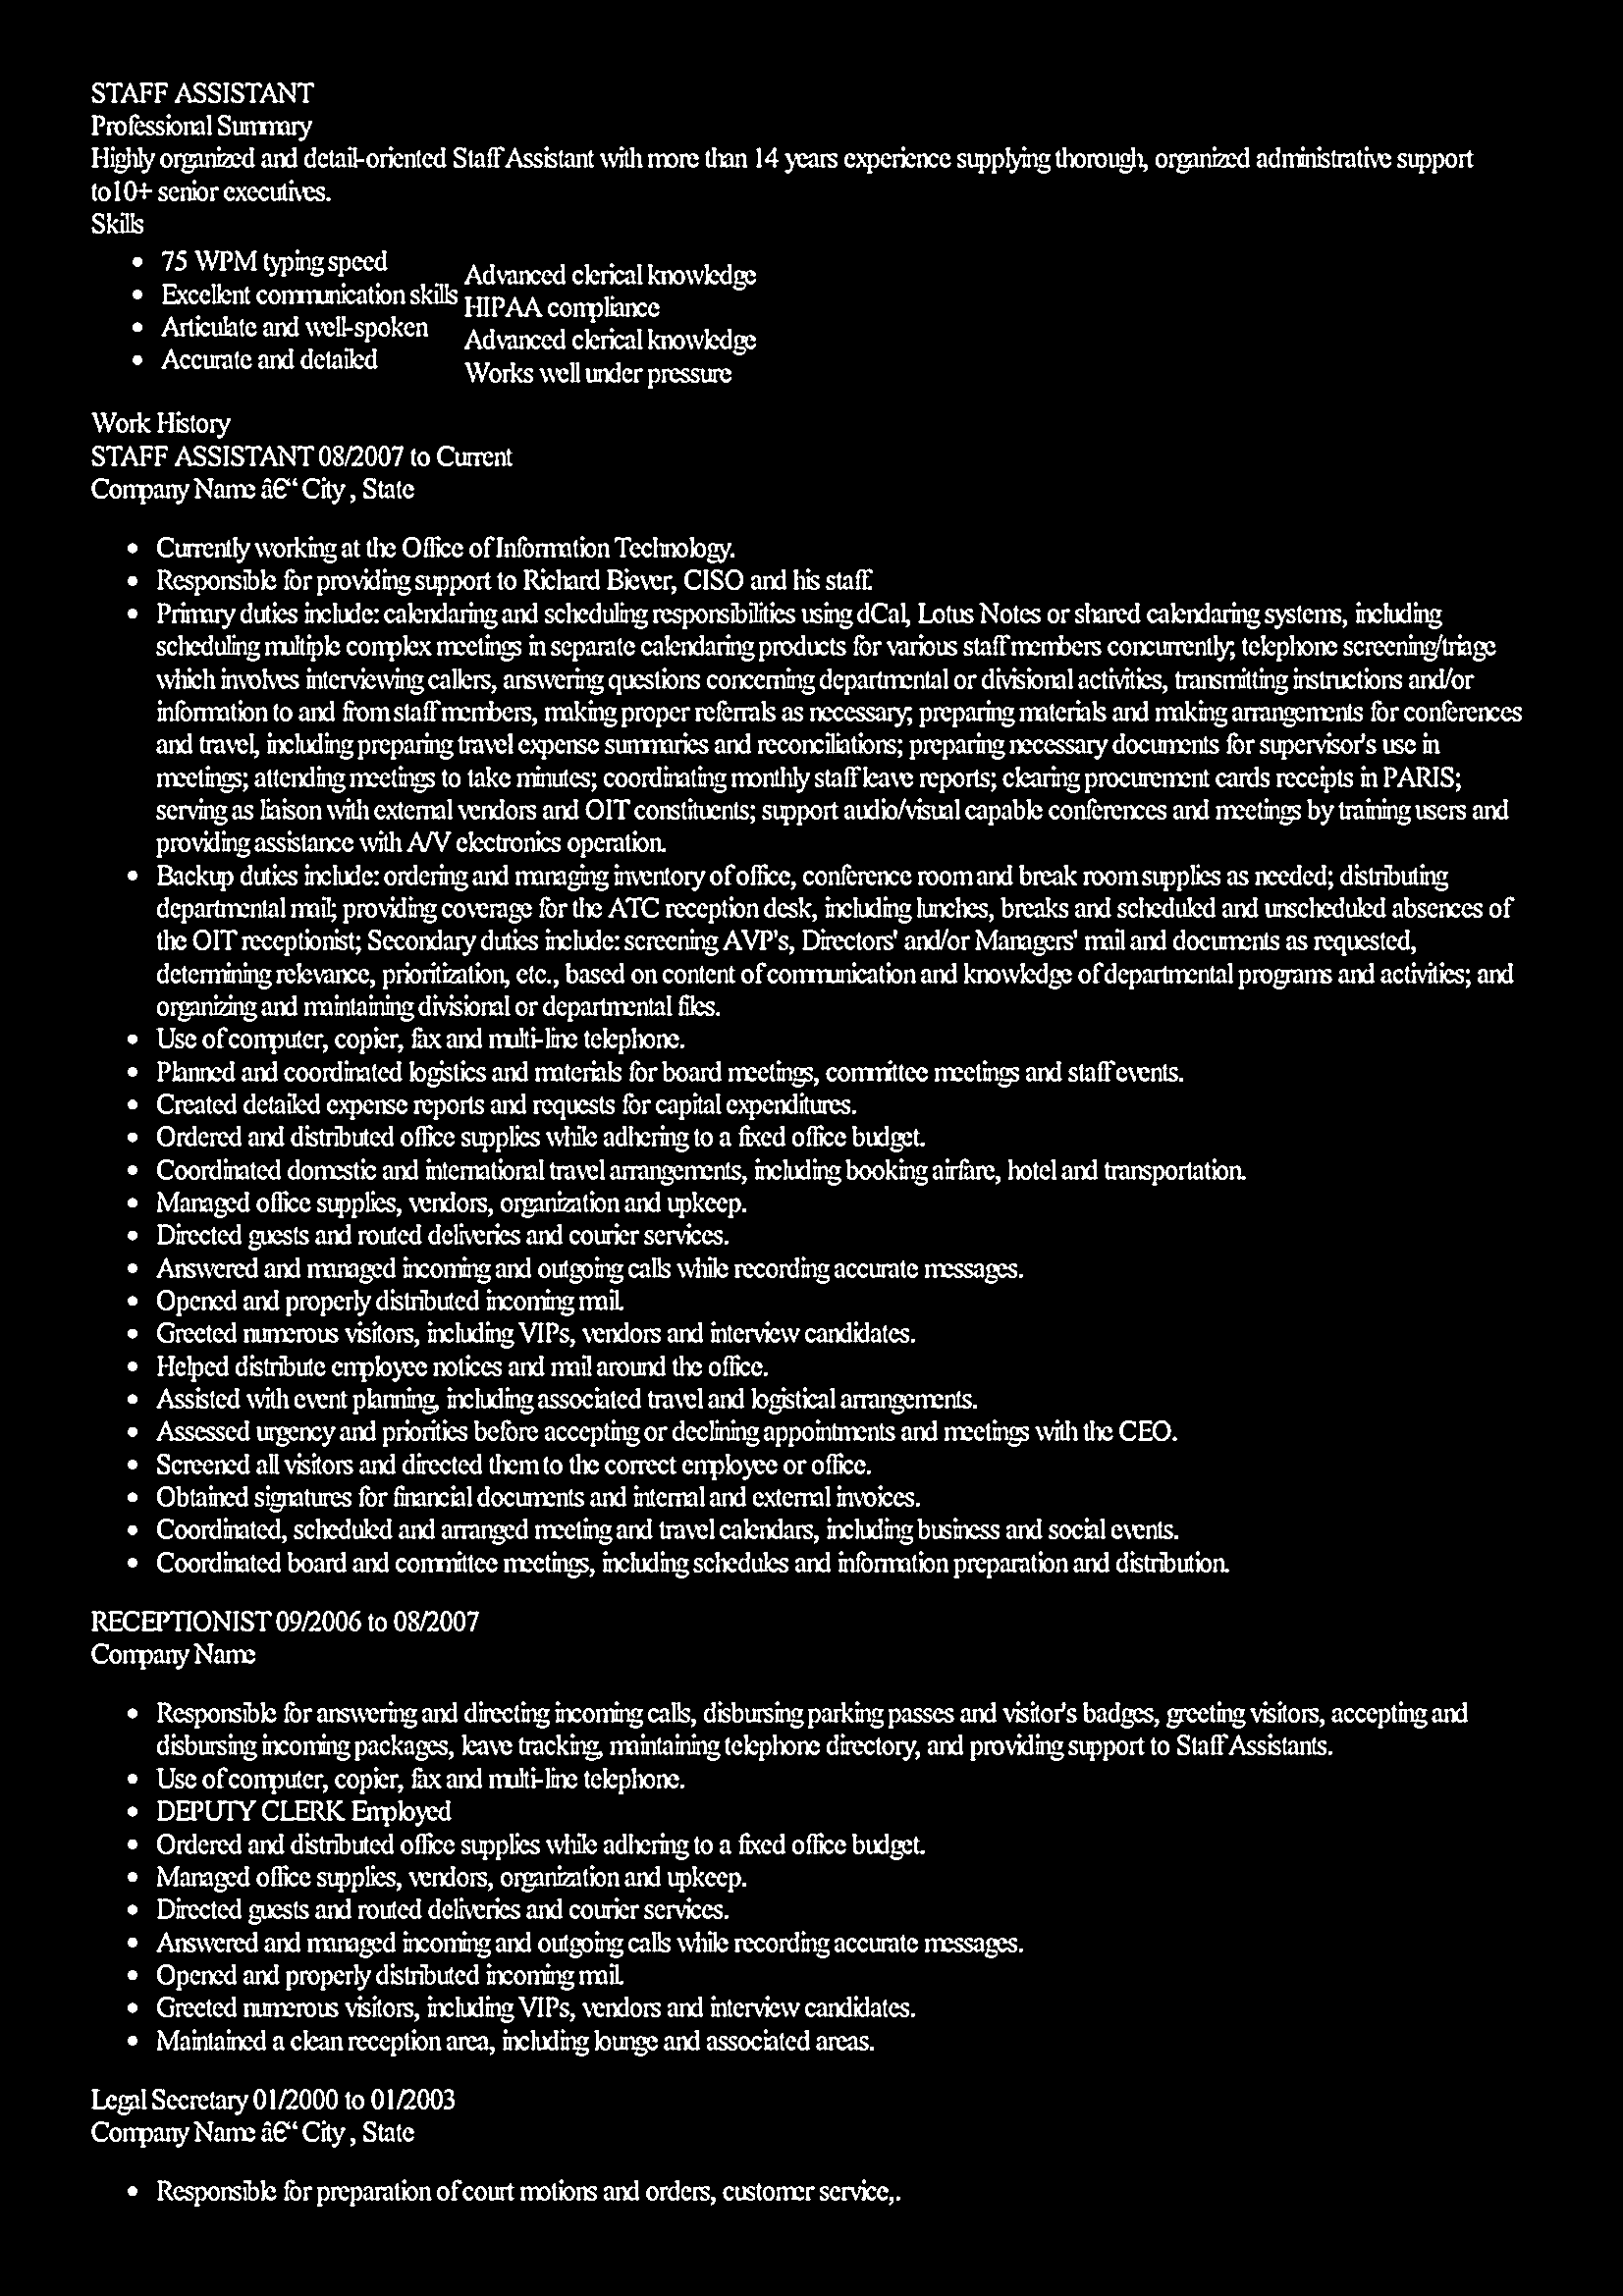 STAFF ASSISTANT
Professional Summary
Highly organized and detail-oriented Staff Assistant with more than 14 years experience supplying thorough, organized administrative support
to10+ senior executives.
Skills
• 75 WPM typing speed
• Excellent communication skills
• Articulate and well-spoken
• Accurate and detailed
Advanced clerical knowledge
HIPAA compliance
Advanced clerical knowledge
Works well under pressure
Work History
STAFF ASSISTANT 08/2007 to Current
Company Name â€“ City , State
• Currently working at the Office of Information Technology.
• Responsible for providing support to Richard Biever, CISO and his staff.
• Primary duties include: calendaring and scheduling responsibilities using dCal, Lotus Notes or shared calendaring systems, including
scheduling multiple complex meetings in separate calendaring products for various staff members concurrently; telephone screening/triage
which involves interviewing callers, answering questions concerning departmental or divisional activities, transmitting instructions and/or
information to and from staff members, making proper referrals as necessary; preparing materials and making arrangements for conferences
and travel, including preparing travel expense summaries and reconciliations; preparing necessary documents for supervisor's use in
meetings; attending meetings to take minutes; coordinating monthly staff leave reports; clearing procurement cards receipts in PARIS;
serving as liaison with external vendors and OIT constituents; support audio/visual capable conferences and meetings by training users and
providing assistance with A/V electronics operation.
• Backup duties include: ordering and managing inventory of office, conference room and break room supplies as needed; distributing
departmental mail; providing coverage for the ATC reception desk, including lunches, breaks and scheduled and unscheduled absences of
the OIT receptionist; Secondary duties include: screening AVP's, Directors' and/or Managers' mail and documents as requested,
determining relevance, prioritization, etc., based on content of communication and knowledge of departmental programs and activities; and
organizing and maintaining divisional or departmental files.
• Use of computer, copier, fax and multi-line telephone.
• Planned and coordinated logistics and materials for board meetings, committee meetings and staff events.
• Created detailed expense reports and requests for capital expenditures.
• Ordered and distributed office supplies while adhering to a fixed office budget.
• Coordinated domestic and international travel arrangements, including booking airfare, hotel and transportation.
• Managed office supplies, vendors, organization and upkeep.
• Directed guests and routed deliveries and courier services.
• Answered and managed incoming and outgoing calls while recording accurate messages.
• Opened and properly distributed incoming mail.
• Greeted numerous visitors, including VIPs, vendors and interview candidates.
• Helped distribute employee notices and mail around the office.
• Assisted with event planning, including associated travel and logistical arrangements.
• Assessed urgency and priorities before accepting or declining appointments and meetings with the CEO.
• Screened all visitors and directed them to the correct employee or office.
• Obtained signatures for financial documents and internal and external invoices.
• Coordinated, scheduled and arranged meeting and travel calendars, including business and social events.
• Coordinated board and committee meetings, including schedules and information preparation and distribution.
RECEPTIONIST 09/2006 to 08/2007
Company Name
• Responsible for answering and directing incoming calls, disbursing parking passes and visitor's badges, greeting visitors, accepting and
disbursing incoming packages, leave tracking, maintaining telephone directory, and providing support to Staff Assistants.
• Use of computer, copier, fax and multi-line telephone.
• DEPUTY CLERK Employed
• Ordered and distributed office supplies while adhering to a fixed office budget.
• Managed office supplies, vendors, organization and upkeep.
• Directed guests and routed deliveries and courier services.
• Answered and managed incoming and outgoing calls while recording accurate messages.
• Opened and properly distributed incoming mail.
• Greeted numerous visitors, including VIPs, vendors and interview candidates.
• Maintained a clean reception area, including lounge and associated areas.
Legal Secretary 01/2000 to 01/2003
Company Name â€“ City , State
• Responsible for preparation of court motions and orders, customer service,.